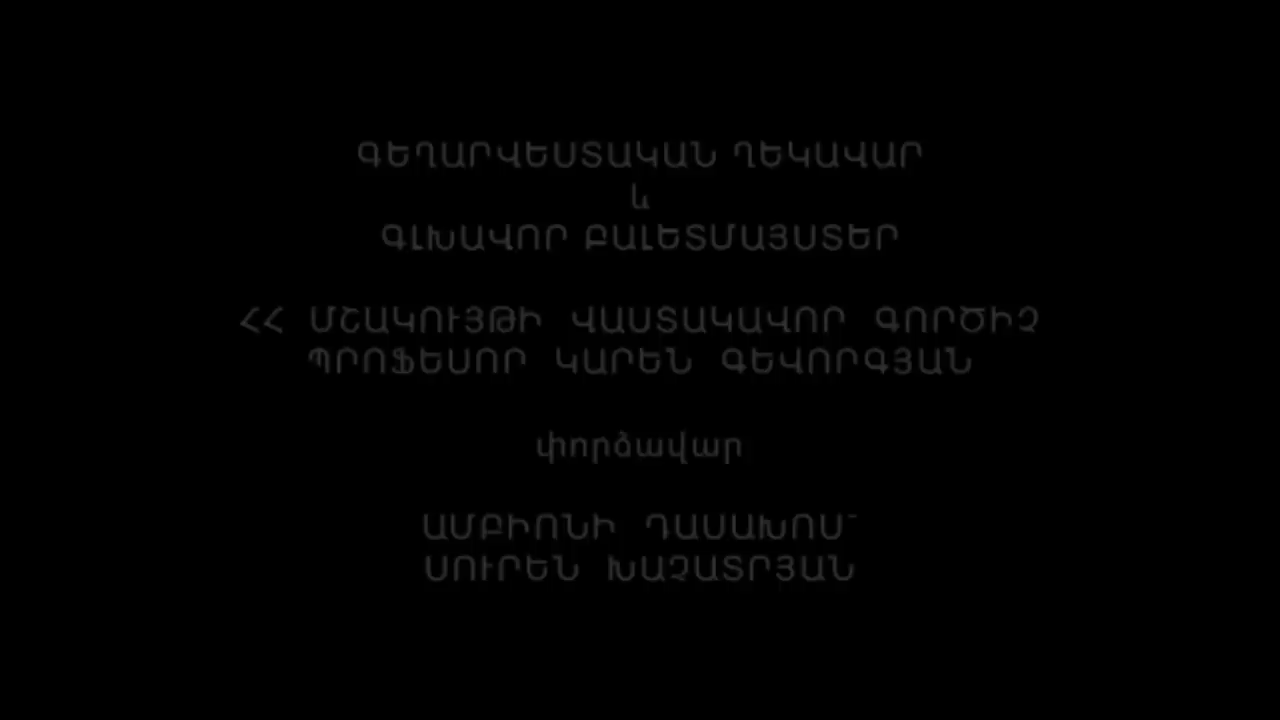 ԳԵՂԱՐՎԵՍՏԱԿԱՆ ՂԵԿԱՎԱՐ
և
ԳԼԽԱՎՈՐ ԲԱԼԵՏՄԱՅՍՏԵՐ
ՀՀ ՄՇԱԿՈՒՅԹԻ ՎԱՍՏԱԿԱՎՈՐ ԳՈՐԾԻՉ
ՊՐՈՖԵՍՈՐ ԿԱՐԵՆ ԳԵՎՈՐԳՅԱՆ
փորձավար
ԱՄԲԻՈՆԻ ԴԱՍԱԽՈՍ՜
ՍՈՒՐԵՆ ԽԱՉԱՏՐՅԱՆ